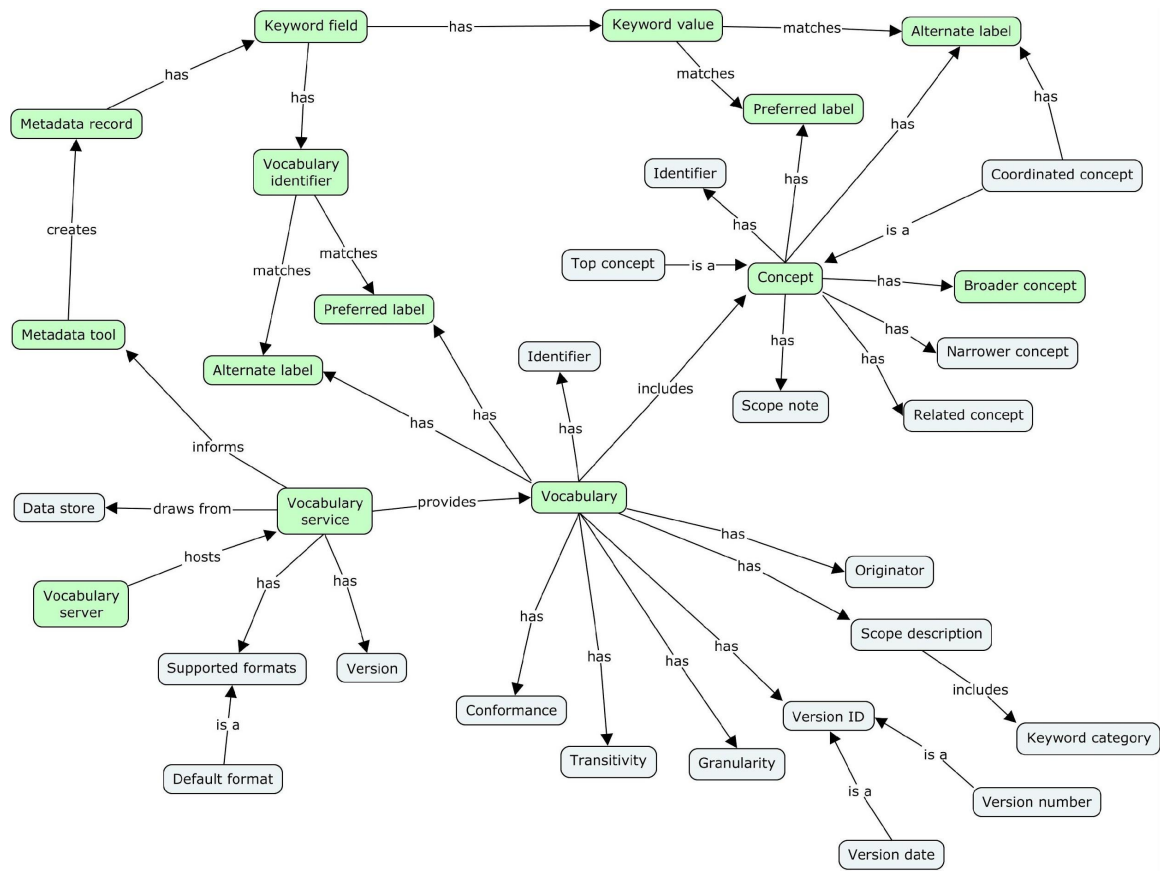 Keyword field
has
Keyword value
matches
Alternate label
has
has
matches
has
Metadata record
Preferred label
has
Vocabulary
identifier
Identifier
has
Coordinated concept
has
creates
is a
matches
matches
Top concept
is a
Concept
has
Broader concept
Preferred label
Metadata tool
has
has
has
Narrower concept
Identifier
Alternate label
includes
Scope note
Related concept
has
has
has
informs
Data store
draws from
Vocabulary
service
provides
Vocabulary
hosts
has
Originator
has
Vocabulary
server
has
has
has
Scope description
has
has
has
Supported formats
Version
includes
Conformance
Version ID
is a
Keyword category
Transitivity
Granularity
is a
Default format
is a
Version number
Version date